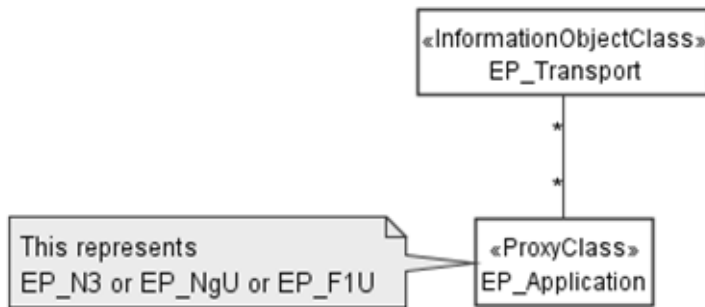 «InformationObjectClass»
EP_Transport
*
*
This represents
EP_N3 or EP_NgU or EP_F1U
«ProxyClass»
EP_Application